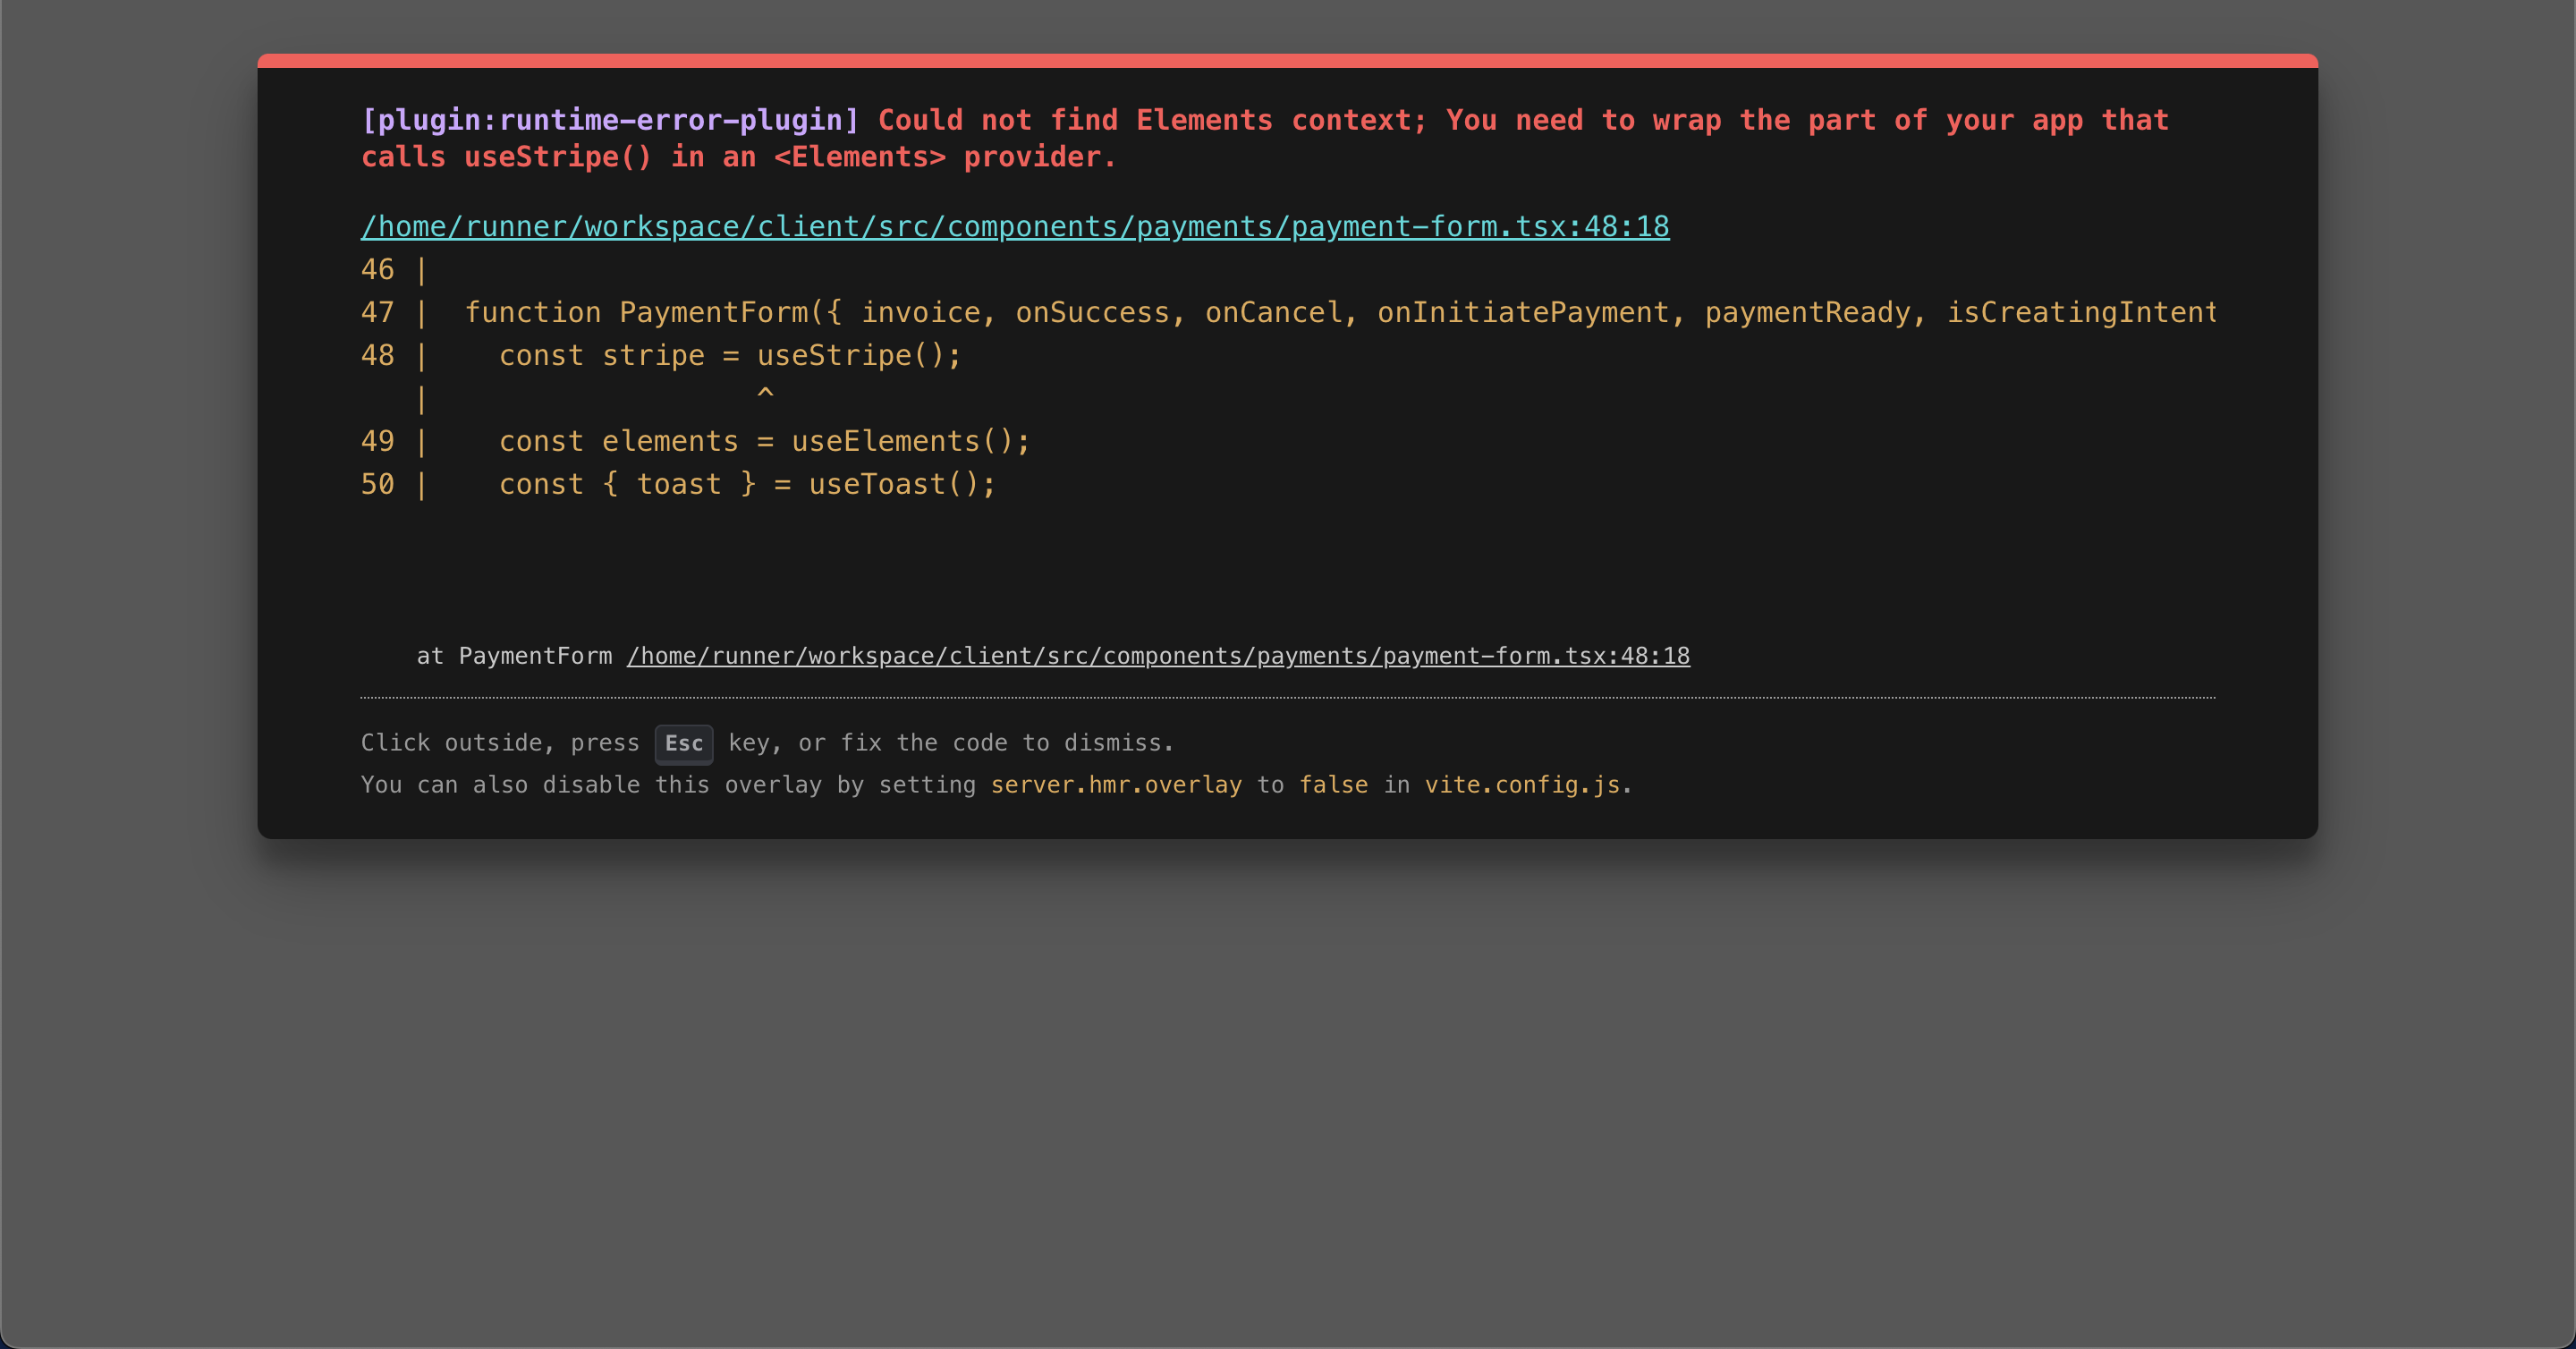 [plugin:runtime-error-plugin] Could not find Elements context; You need to wrap the part of your app that
calls useStripe() in an <Elements> provider.
/home/runner/workspace/client/src/components/payments/payment-form.tsx:48:18
46 |
47 |  function PaymentForm({ invoice, onSuccess, onCancel, onInitiatePayment, paymentReady, isCreatingIntent
48 |    const stripe = useStripe();
   |                   ^
49 |    const elements = useElements();
50 |    const { toast } = useToast();
at PaymentForm /home/runner/workspace/client/src/components/payments/payment-form.tsx:48:18
Click outside, press Esc key, or fix the code to dismiss.
You can also disable this overlay by setting server.hmr.overlay to false in vite.config.js.